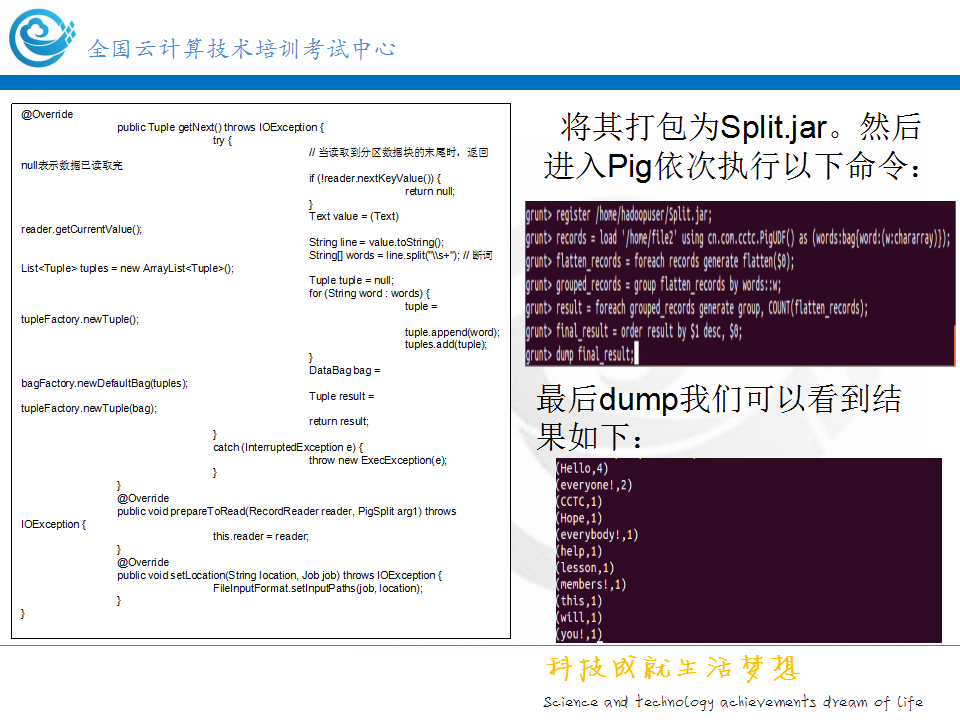 全国云计算技术培训考试中心
@Override
public Tuple getNext() throws IOException {
try {
// 当读取到分区数据块的末尾时，返回
null表示数据已读取完
if (!reader.nextKeyValue()) {
return null;
}
Text value = (Text)
reader.getCurrentValue();
String line = value.toString();
String[] words = line.split("\\s+"); // 断词
List<Tuple> tuples = new ArrayList<Tuple>();
Tuple tuple = null;
for (String word : words) {
tuple =
tupleFactory.newTuple();
tuple.append(word);
tuples.add(tuple);
}
DataBag bag =
bagFactory.newDefaultBag(tuples);
Tuple result =
tupleFactory.newTuple(bag);
return result;
}
catch (InterruptedException e) {
throw new ExecException(e);
}
}
@Override
public void prepareToRead(RecordReader reader, PigSplit arg1) throws
IOException {
this.reader = reader;
}
@Override
public void setLocation(String location, Job job) throws IOException {
FileInputFormat.setInputPaths(job, location);
}
}
将其打包为Split.jar。然后
进入Pig依次执行以下命令：
grunt> register /home/hadoopuser/Split.jar;
grunt> records = load '/home/file2' using cn.com.cctc.PigUDF() as (words:bag{word:(w:chararray)});
grunt> flatten_records = foreach records generate flatten($0);
grunt> grouped_records = group flatten_records by words::w;
grunt> result = foreach grouped_records generate group, COUNT(flatten_records);
grunt> final_result = order result by $1 desc, $0;
grunt> dump final_result;
最后dump我们可以看到结
果如下：
(Hello,4)
(everyone!,2)
(CCTC,1)
(Hope,1)
(everybody!,1)
(help,1)
(lesson,1)
(members!,1)
(this,1)
(will,1)
(you!,1)
科技成就生活梦想
Science and technology achievements dream of life